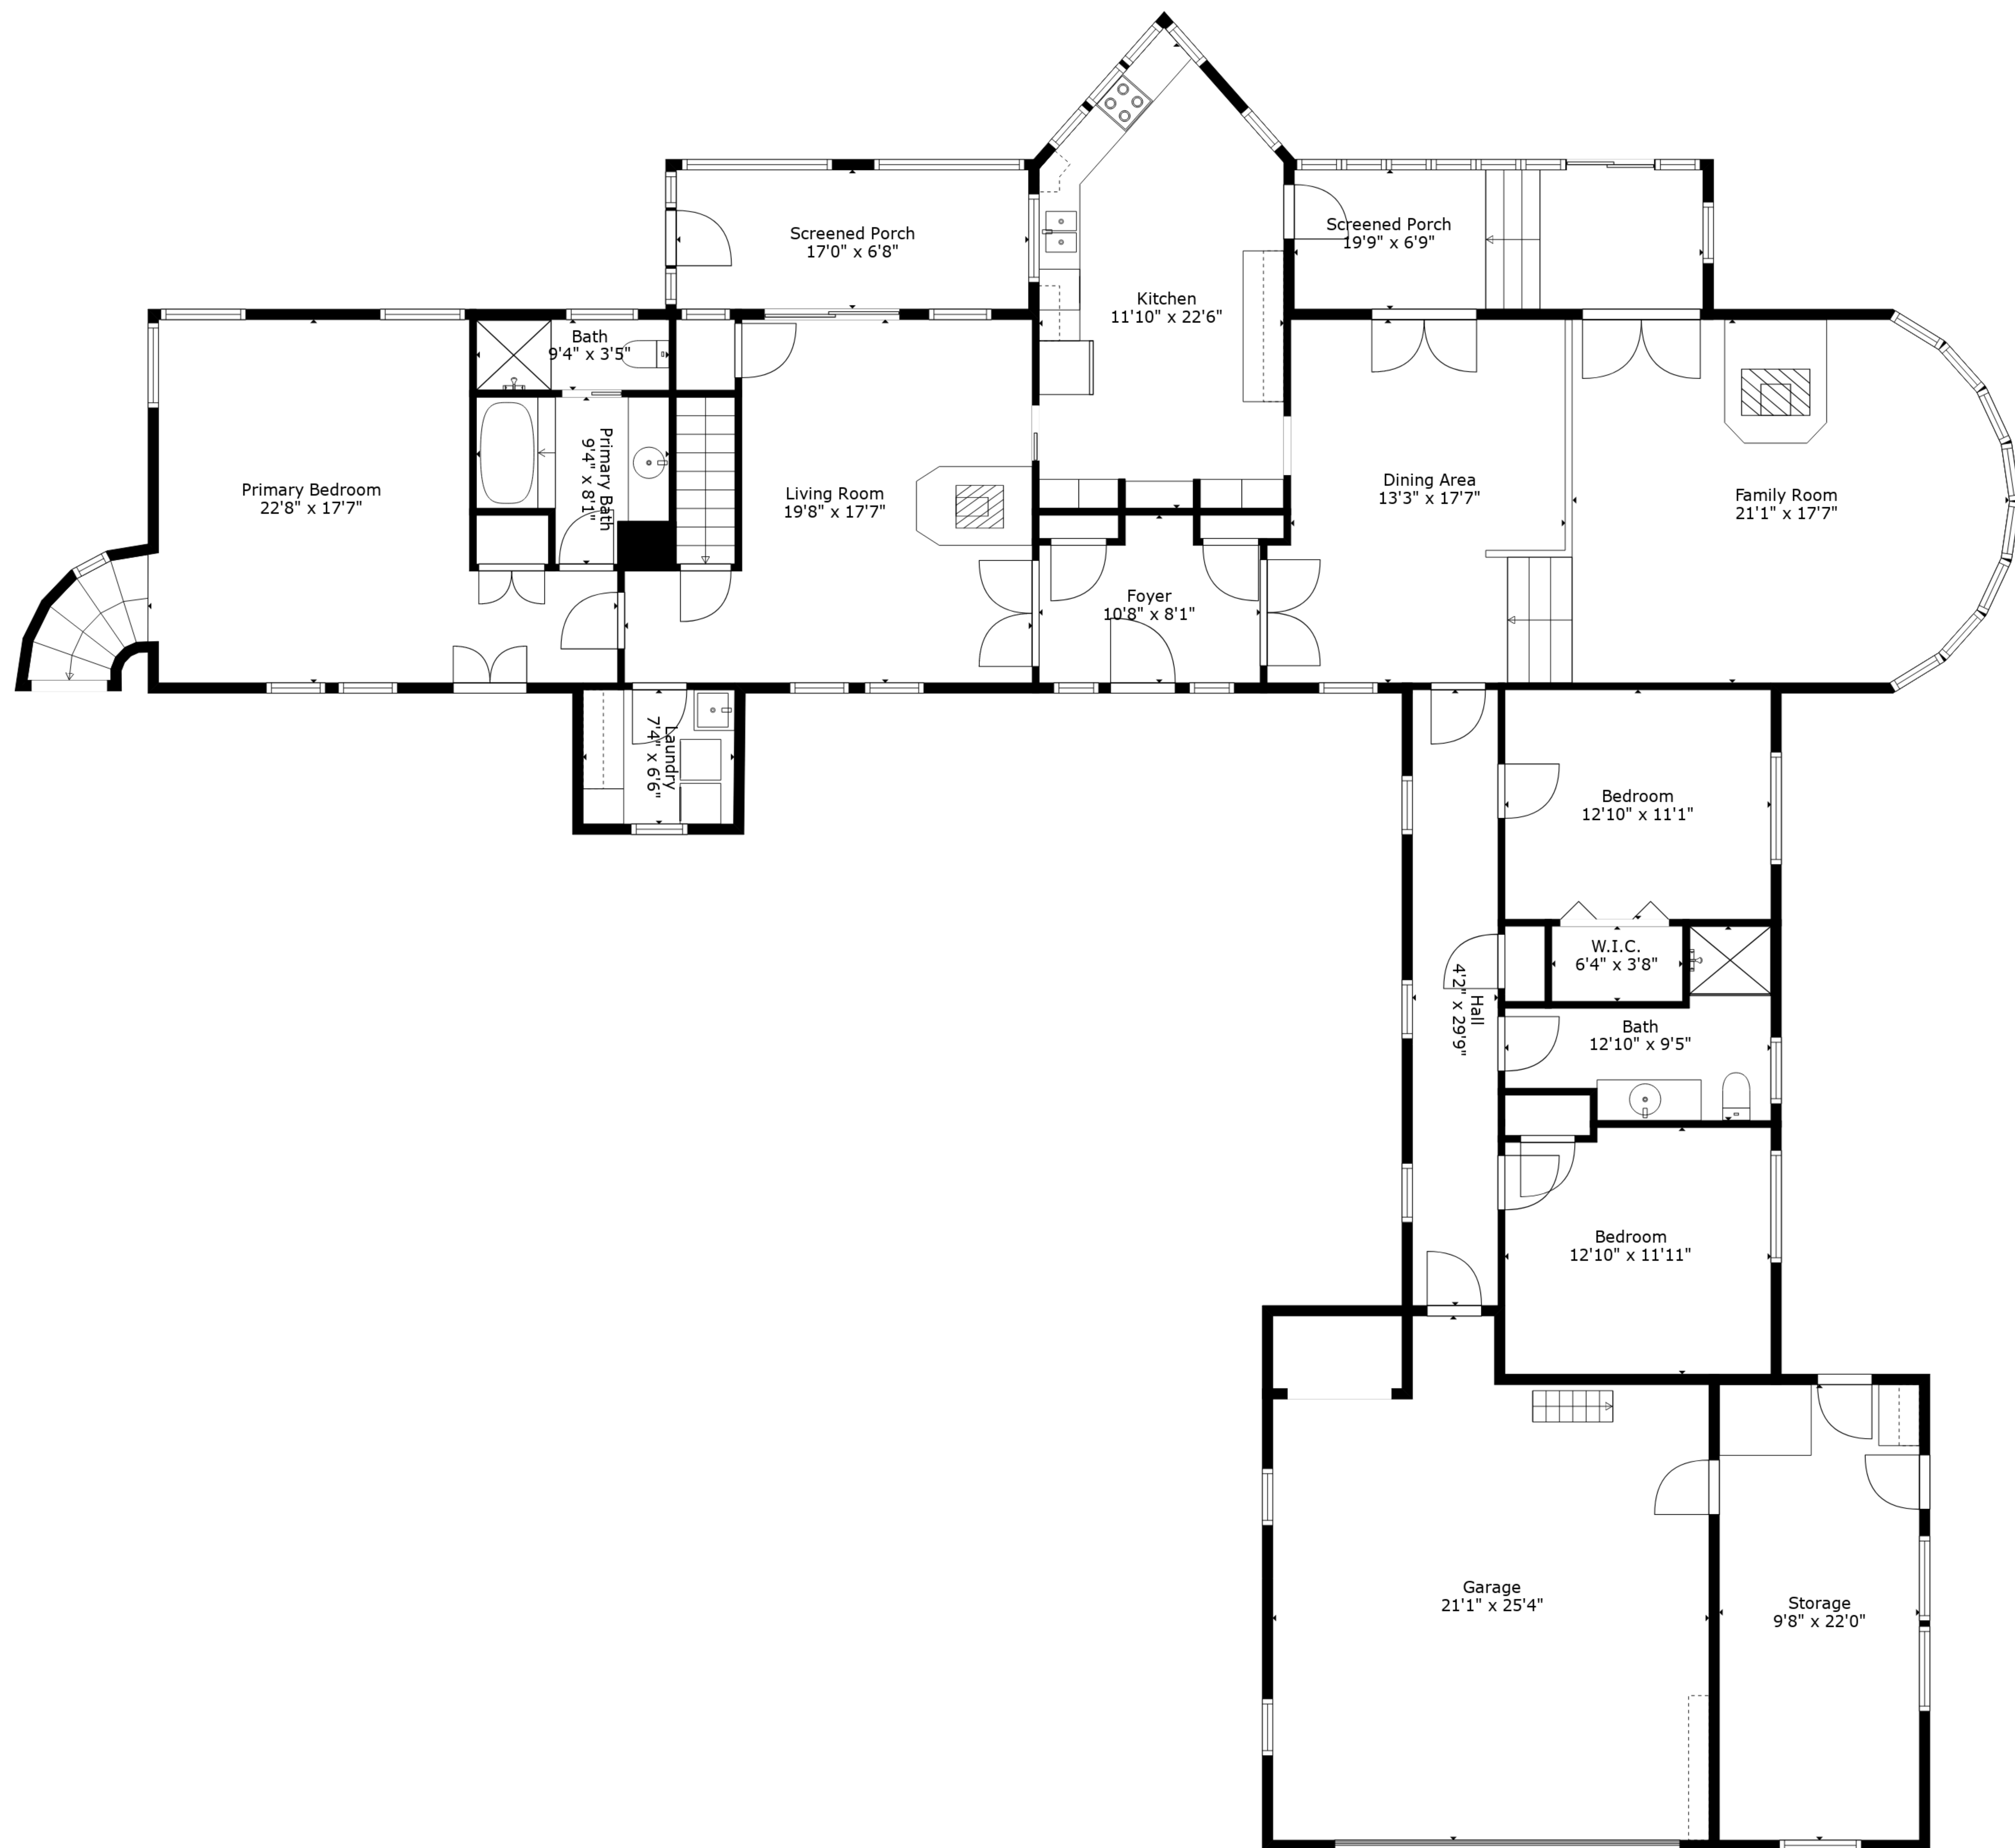 Screened Porch
17'0" x 6'8"
Screened Porch
19'9" x 6'9"
Kitchen
11'10" x 22'6"
Bath
9'4" x 3'5"
Primary Bath
9'4" x 8'1"
Primary Bedroom
22'8" x 17'7"
Living Room
19'8" x 17'7"
Dining Area
13'3" x 17'7"
Family Room
21'1" x 17'7"
Foyer
10'8" x 8'1"
Laundry
7'4" x 6'6"
Bedroom
12'10" x 11'1"
W.I.C.
6'4" x 3'8"
Hall
4'2" x 29'9"
Bath
12'10" x 9'5"
Bedroom
12'10" x 11'11"
Garage
21'1" x 25'4"
Storage
9'8" x 22'0"